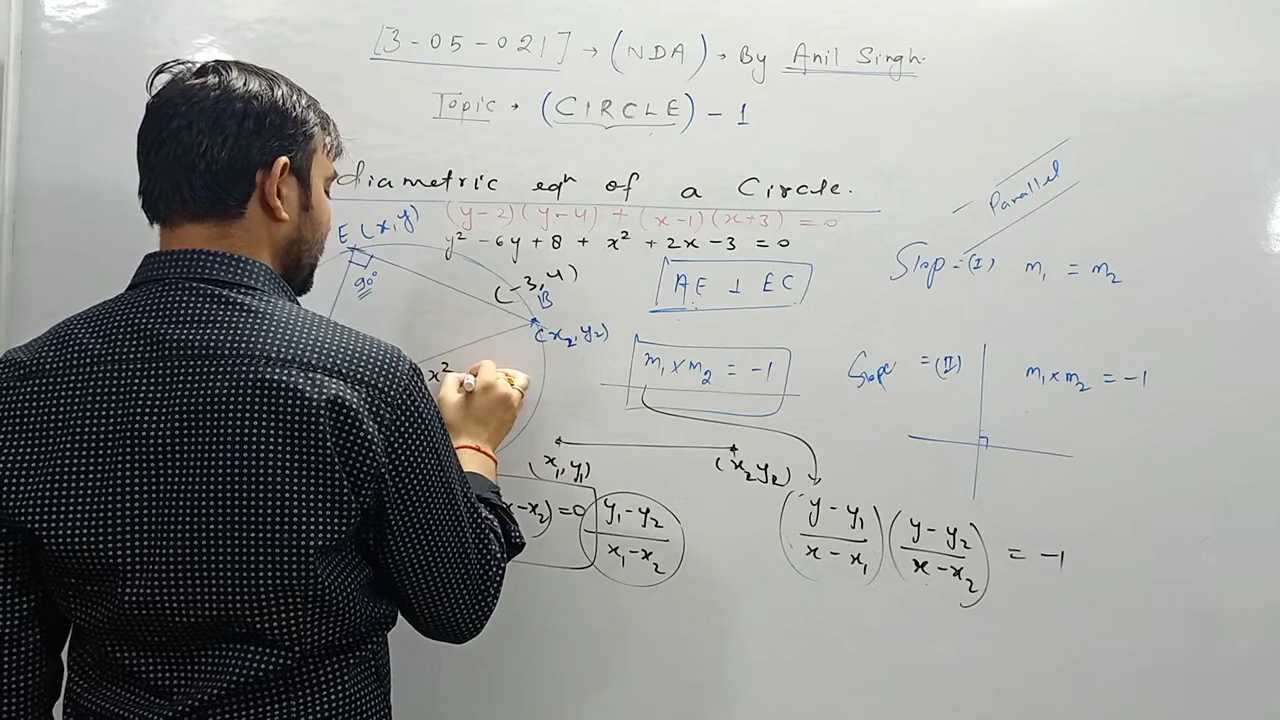 [3-05-021] → (NDA) → By Anil Singh.
Topic → (CIRCLE) - 1
diametric eqⁿ of a Circle.
(y-2)(y-4) + (x-1)(x+3) = 0
y² - 6y + 8 + x² + 2x - 3 = 0
E (x, y)
90°
(-3, 4)
B
(x₂, y₂)
AE ⊥ EC
Parallel
Slop = (I) m₁ = m₂
x²
m₁ × m₂ = -1
Slope = (II) m₁ × m₂ = -1
(x₁, y₁) (x₂ y₂)
x - x₂) = 0
y₁ - y₂
x₁ - x₂
(y - y₁ / x - x₁) (y - y₂ / x - x₂) = -1